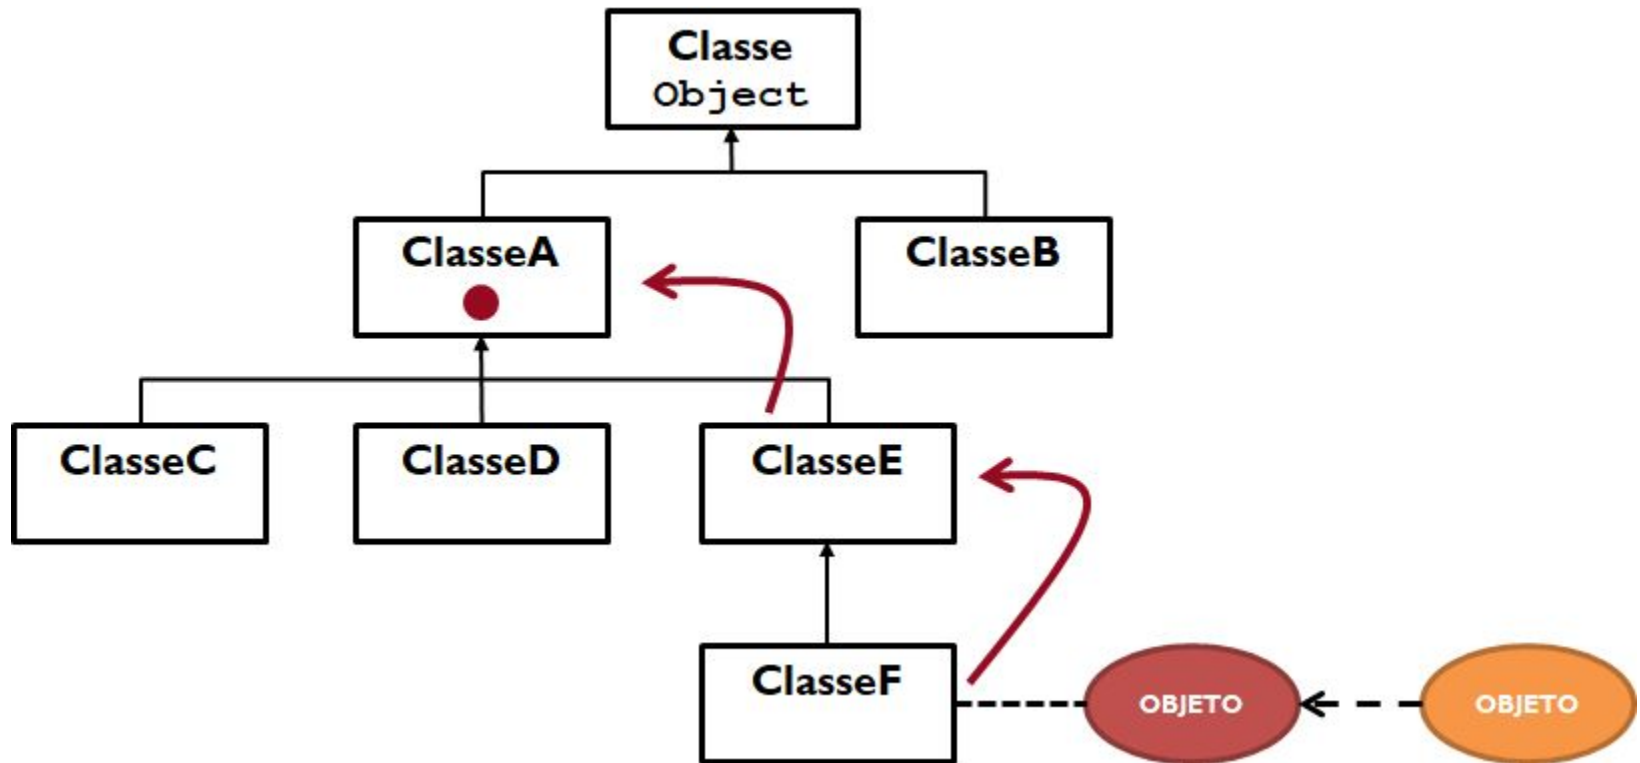 Classe
Object
ClasseA
ClasseB
ClasseC
ClasseD
ClasseE
ClasseF
OBJETO
OBJETO